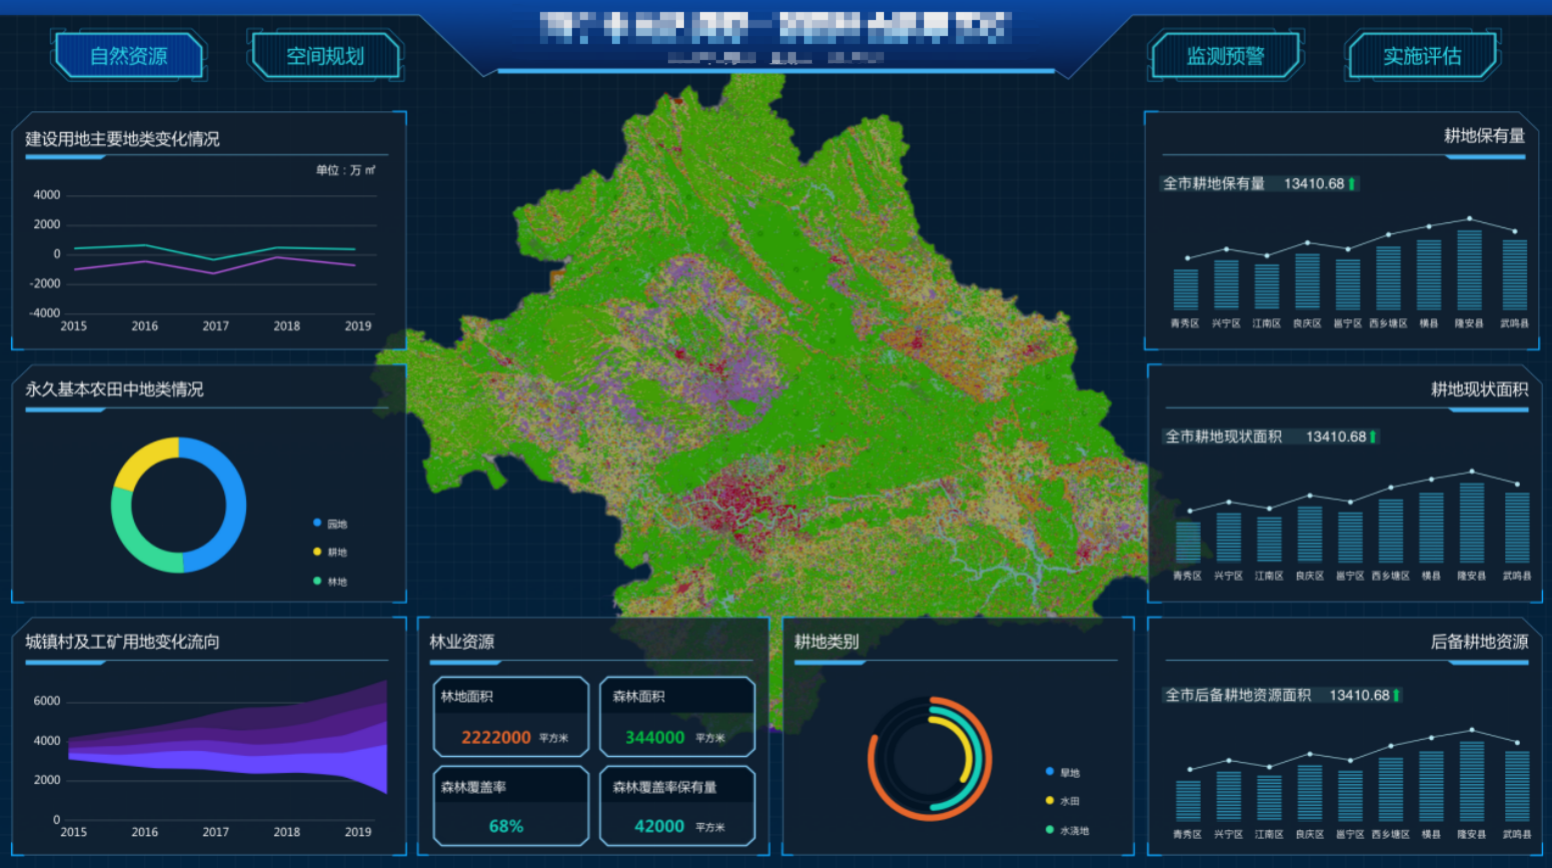 自然资源
空间规划
监测预警
实施评估
建设用地主要地类变化情况
单位：万 ㎡
4000
2000
0
-2000
-4000
2015 2016 2017 2018 2019
永久基本农田中地类情况
园地
耕地
林地
城镇村及工矿用地变化流向
6000
4000
2000
0
2015 2016 2017 2018 2019
林业资源
林地面积
2222000 平方米
森林面积
344000 平方米
森林覆盖率
68%
森林覆盖率保有量
42000 平方米
耕地类别
旱地
水田
水浇地
耕地保有量
全市耕地保有量 13410.68
青秀区 兴宁区 江南区 良庆区 邕宁区 西乡塘区 横县 隆安县 武鸣县
耕地现状面积
全市耕地现状面积 13410.68
青秀区 兴宁区 江南区 良庆区 邕宁区 西乡塘区 横县 隆安县 武鸣县
后备耕地资源
全市后备耕地资源面积 13410.68
青秀区 兴宁区 江南区 良庆区 邕宁区 西乡塘区 横县 隆安县 武鸣县